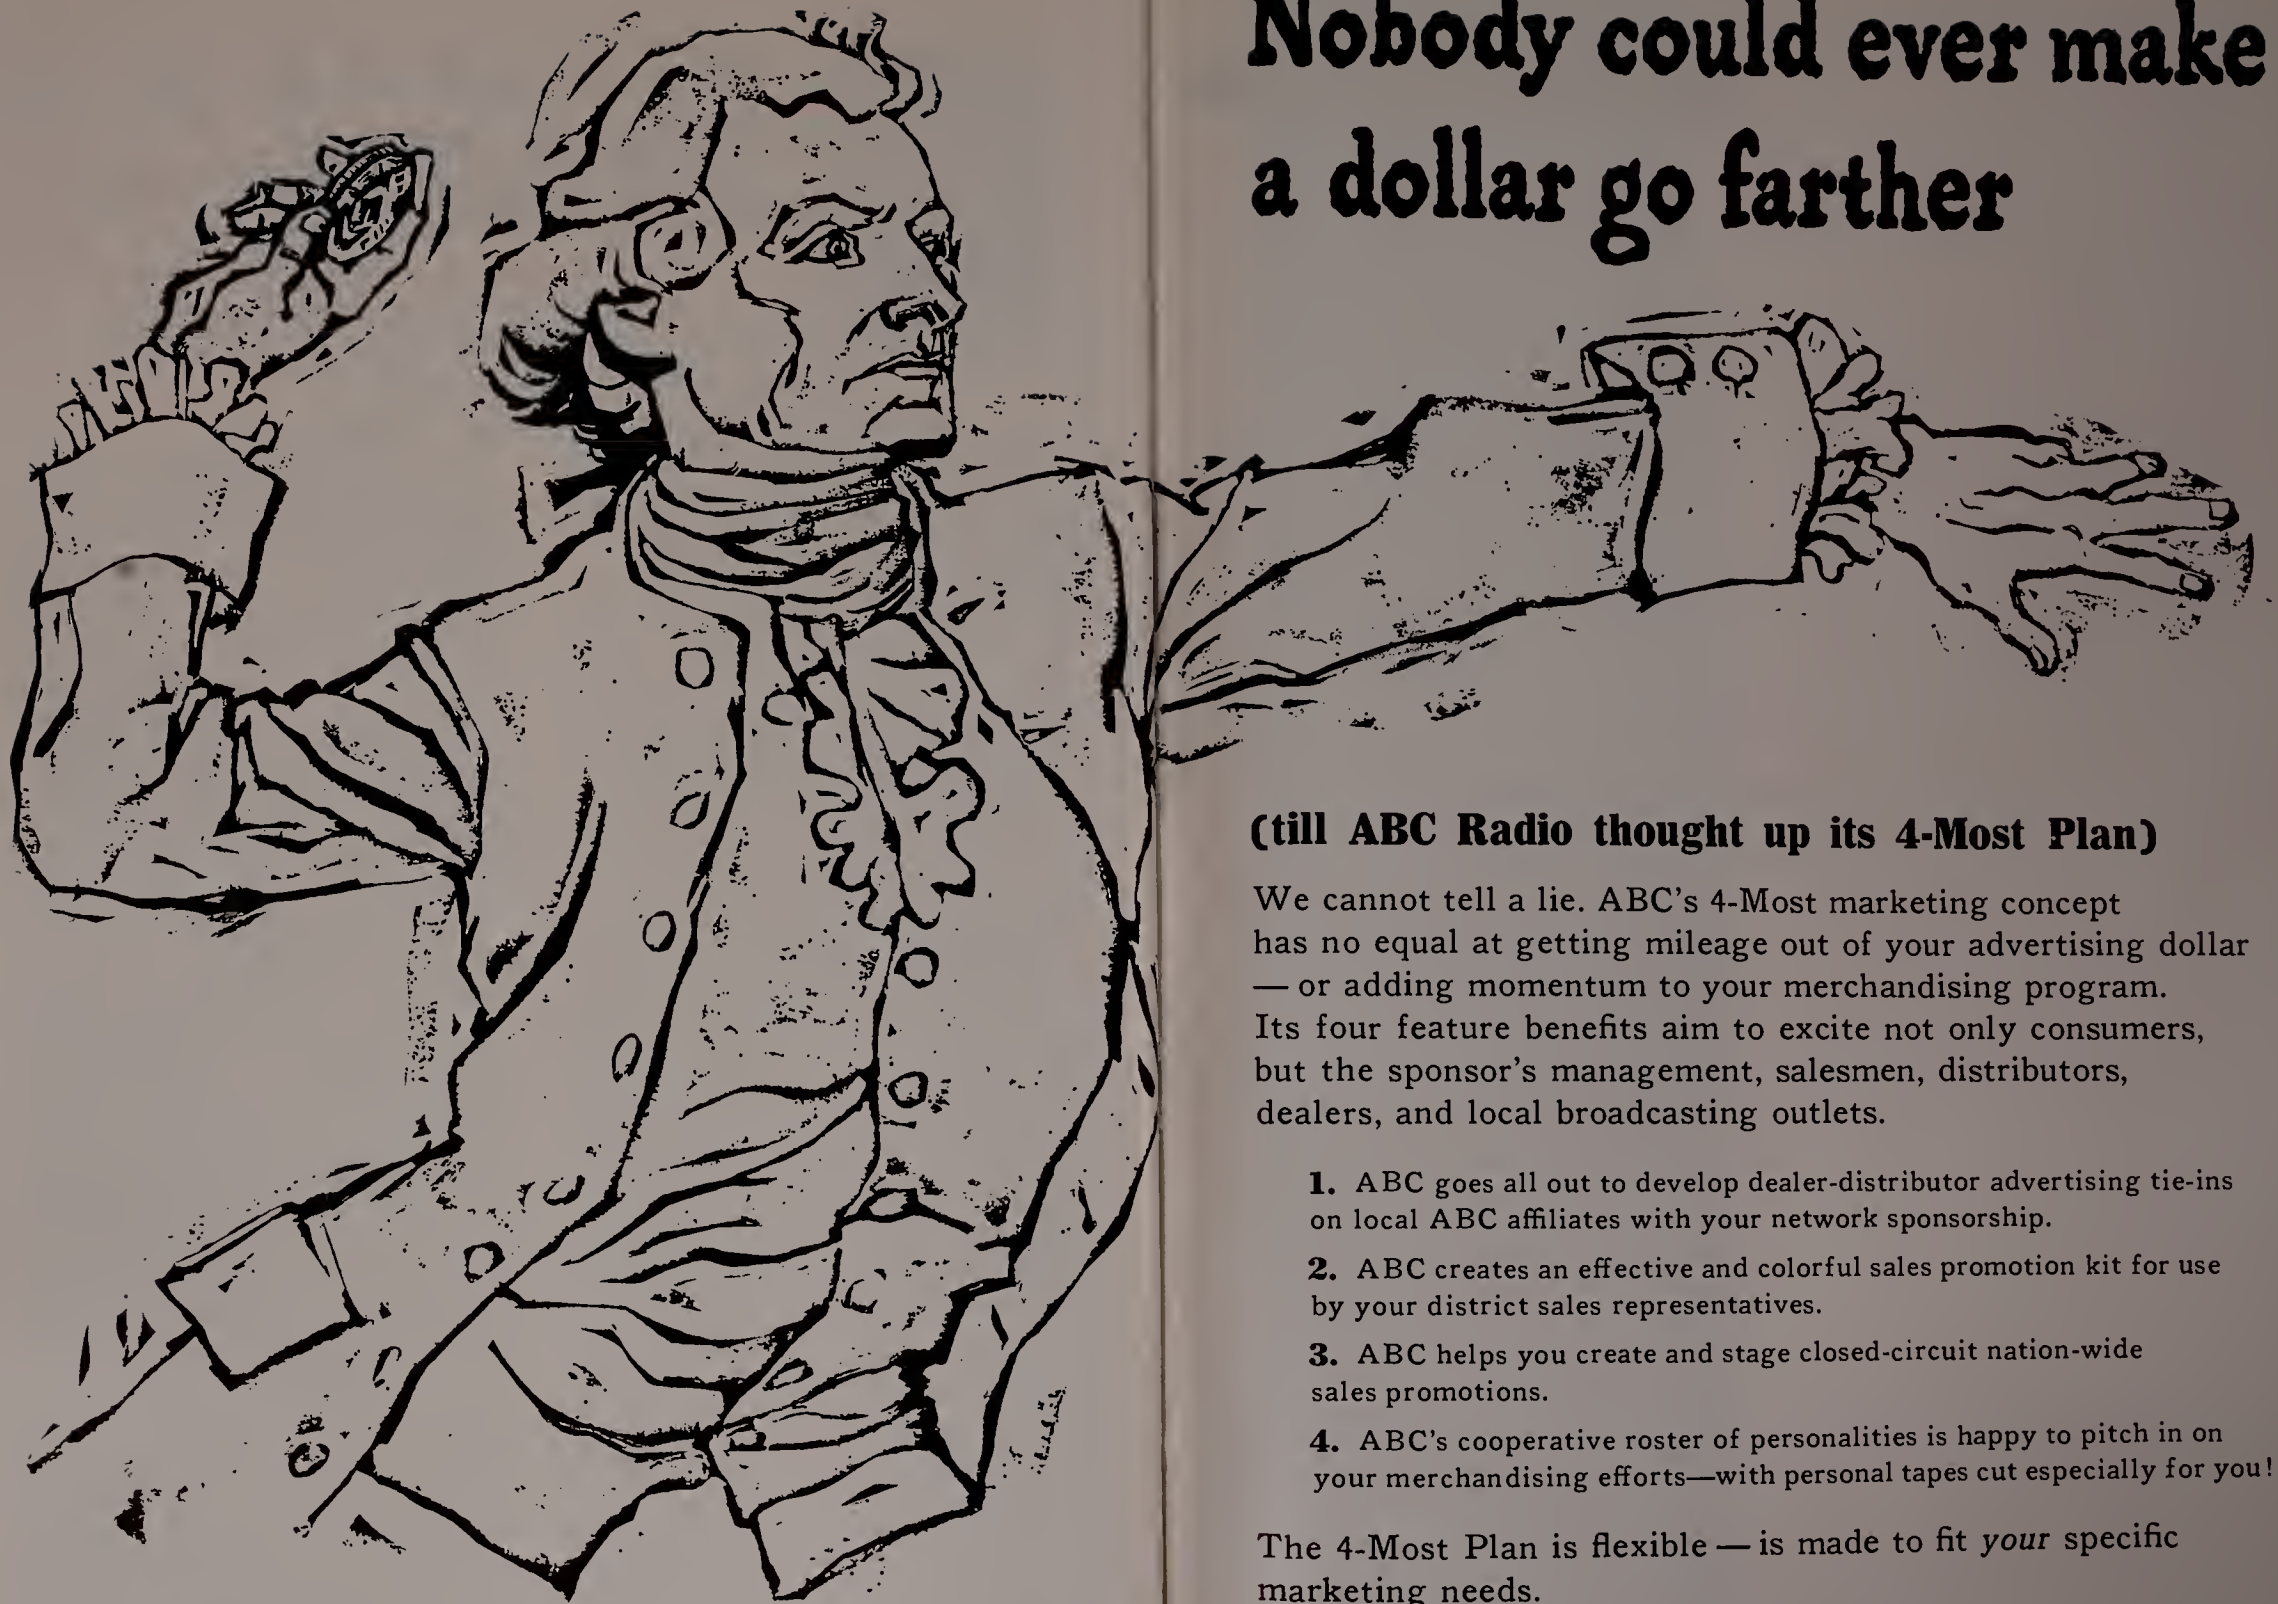 Nobody could ever make
a dollar go farther
(till ABC Radio thought up its 4-Most Plan)
We cannot tell a lie. ABC's 4-Most marketing concept
has no equal at getting mileage out of your advertising dollar
— or adding momentum to your merchandising program.
Its four feature benefits aim to excite not only consumers,
but the sponsor's management, salesmen, distributors,
dealers, and local broadcasting outlets.
1. ABC goes all out to develop dealer-distributor advertising tie-ins
on local ABC affiliates with your network sponsorship.
2. ABC creates an effective and colorful sales promotion kit for use
by your district sales representatives.
3. ABC helps you create and stage closed-circuit nation-wide
sales promotions.
4. ABC's cooperative roster of personalities is happy to pitch in on
your merchandising efforts—with personal tapes cut especially for you!
The 4-Most Plan is flexible — is made to fit your specific
marketing needs.